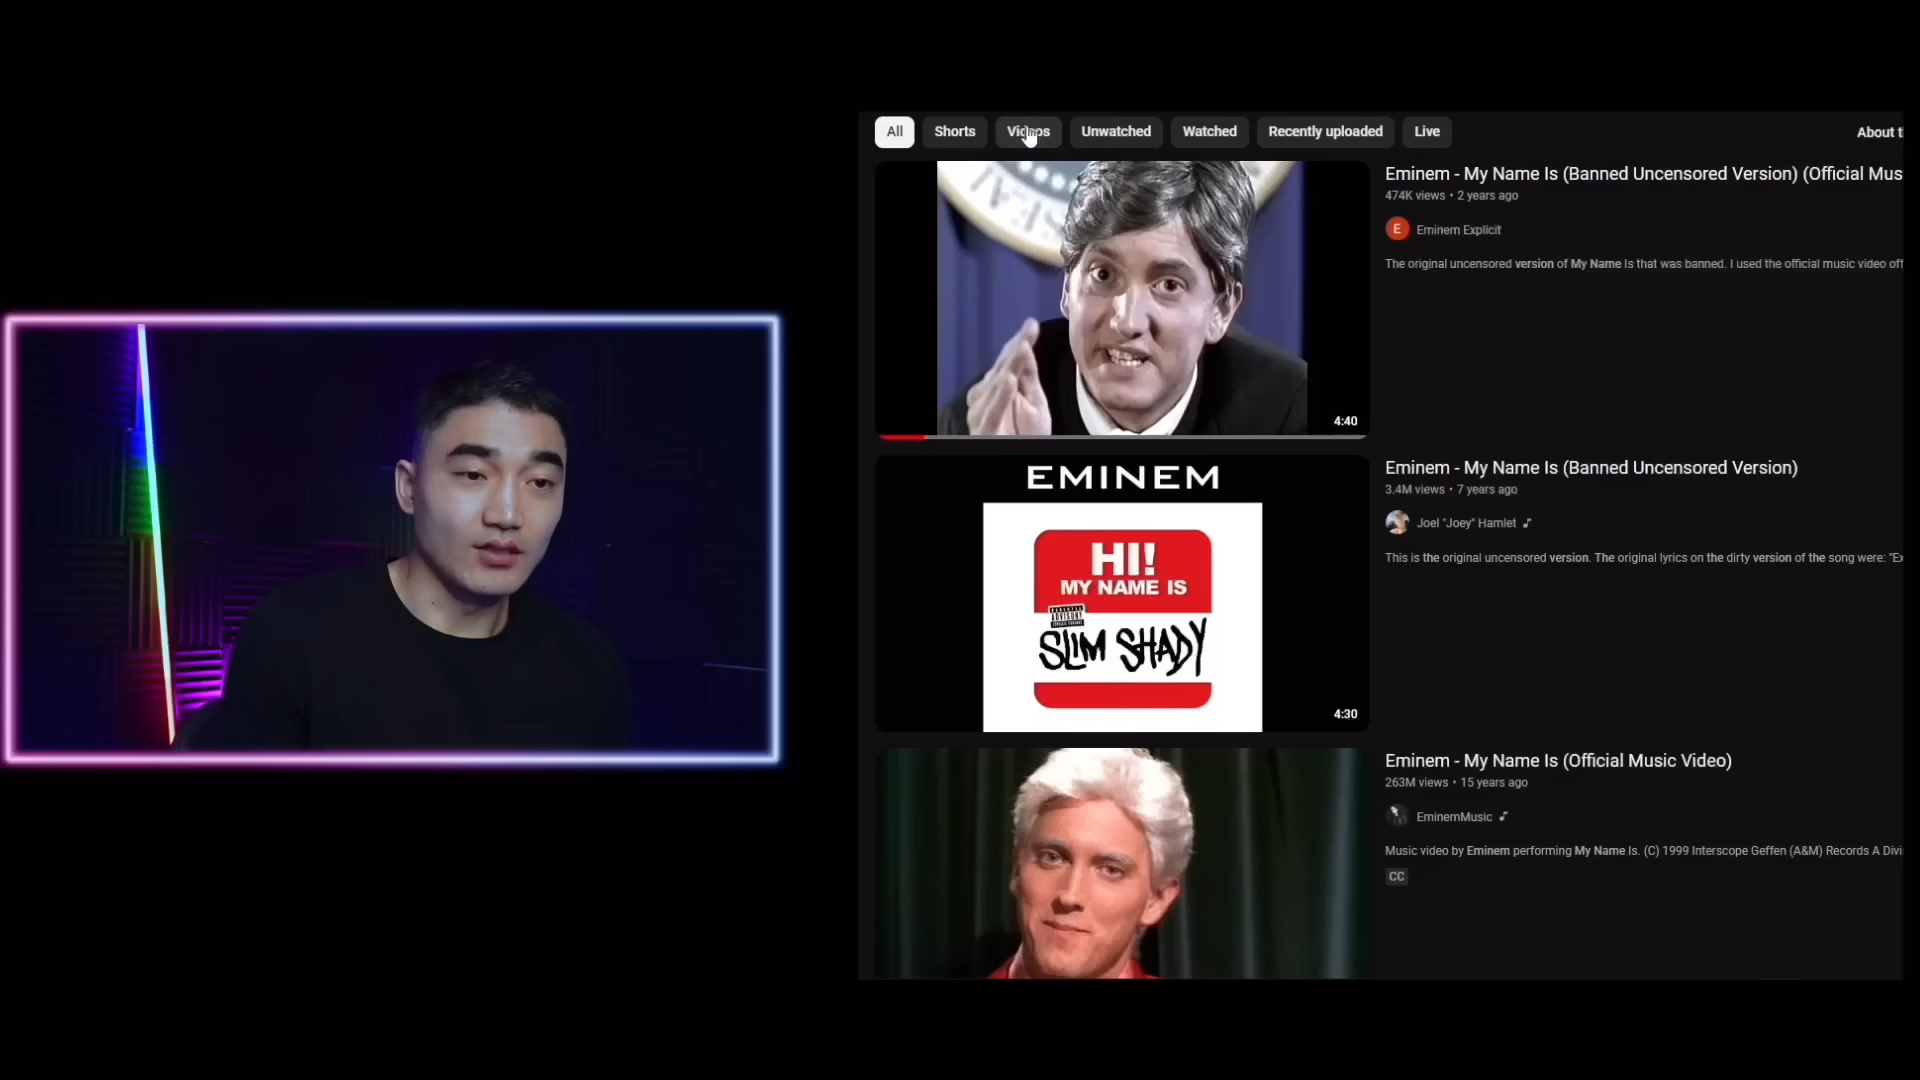 All
Shorts
Videos
Unwatched
Watched
Recently uploaded
Live
About t
4:40
Eminem - My Name Is (Banned Uncensored Version) (Official Mus
474K views • 2 years ago
E
Eminem Explicit
The original uncensored version of My Name Is that was banned. I used the official music video off
EMINEM
HI!
MY NAME IS
SLIM SHADY
4:30
Eminem - My Name Is (Banned Uncensored Version)
3.4M views • 7 years ago
Joel "Joey" Hamlet
This is the original uncensored version. The original lyrics on the dirty version of the song were: "Ex
Eminem - My Name Is (Official Music Video)
263M views • 15 years ago
EminemMusic
Music video by Eminem performing My Name Is. (C) 1999 Interscope Geffen (A&M) Records A Divi
CC